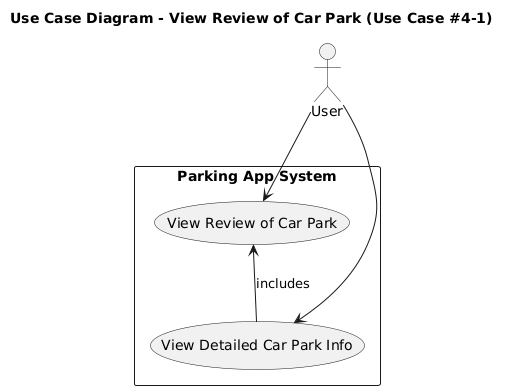 Use Case Diagram - View Review of Car Park (Use Case #4-1)
User
Parking App System
View Review of Car Park
includes
View Detailed Car Park Info